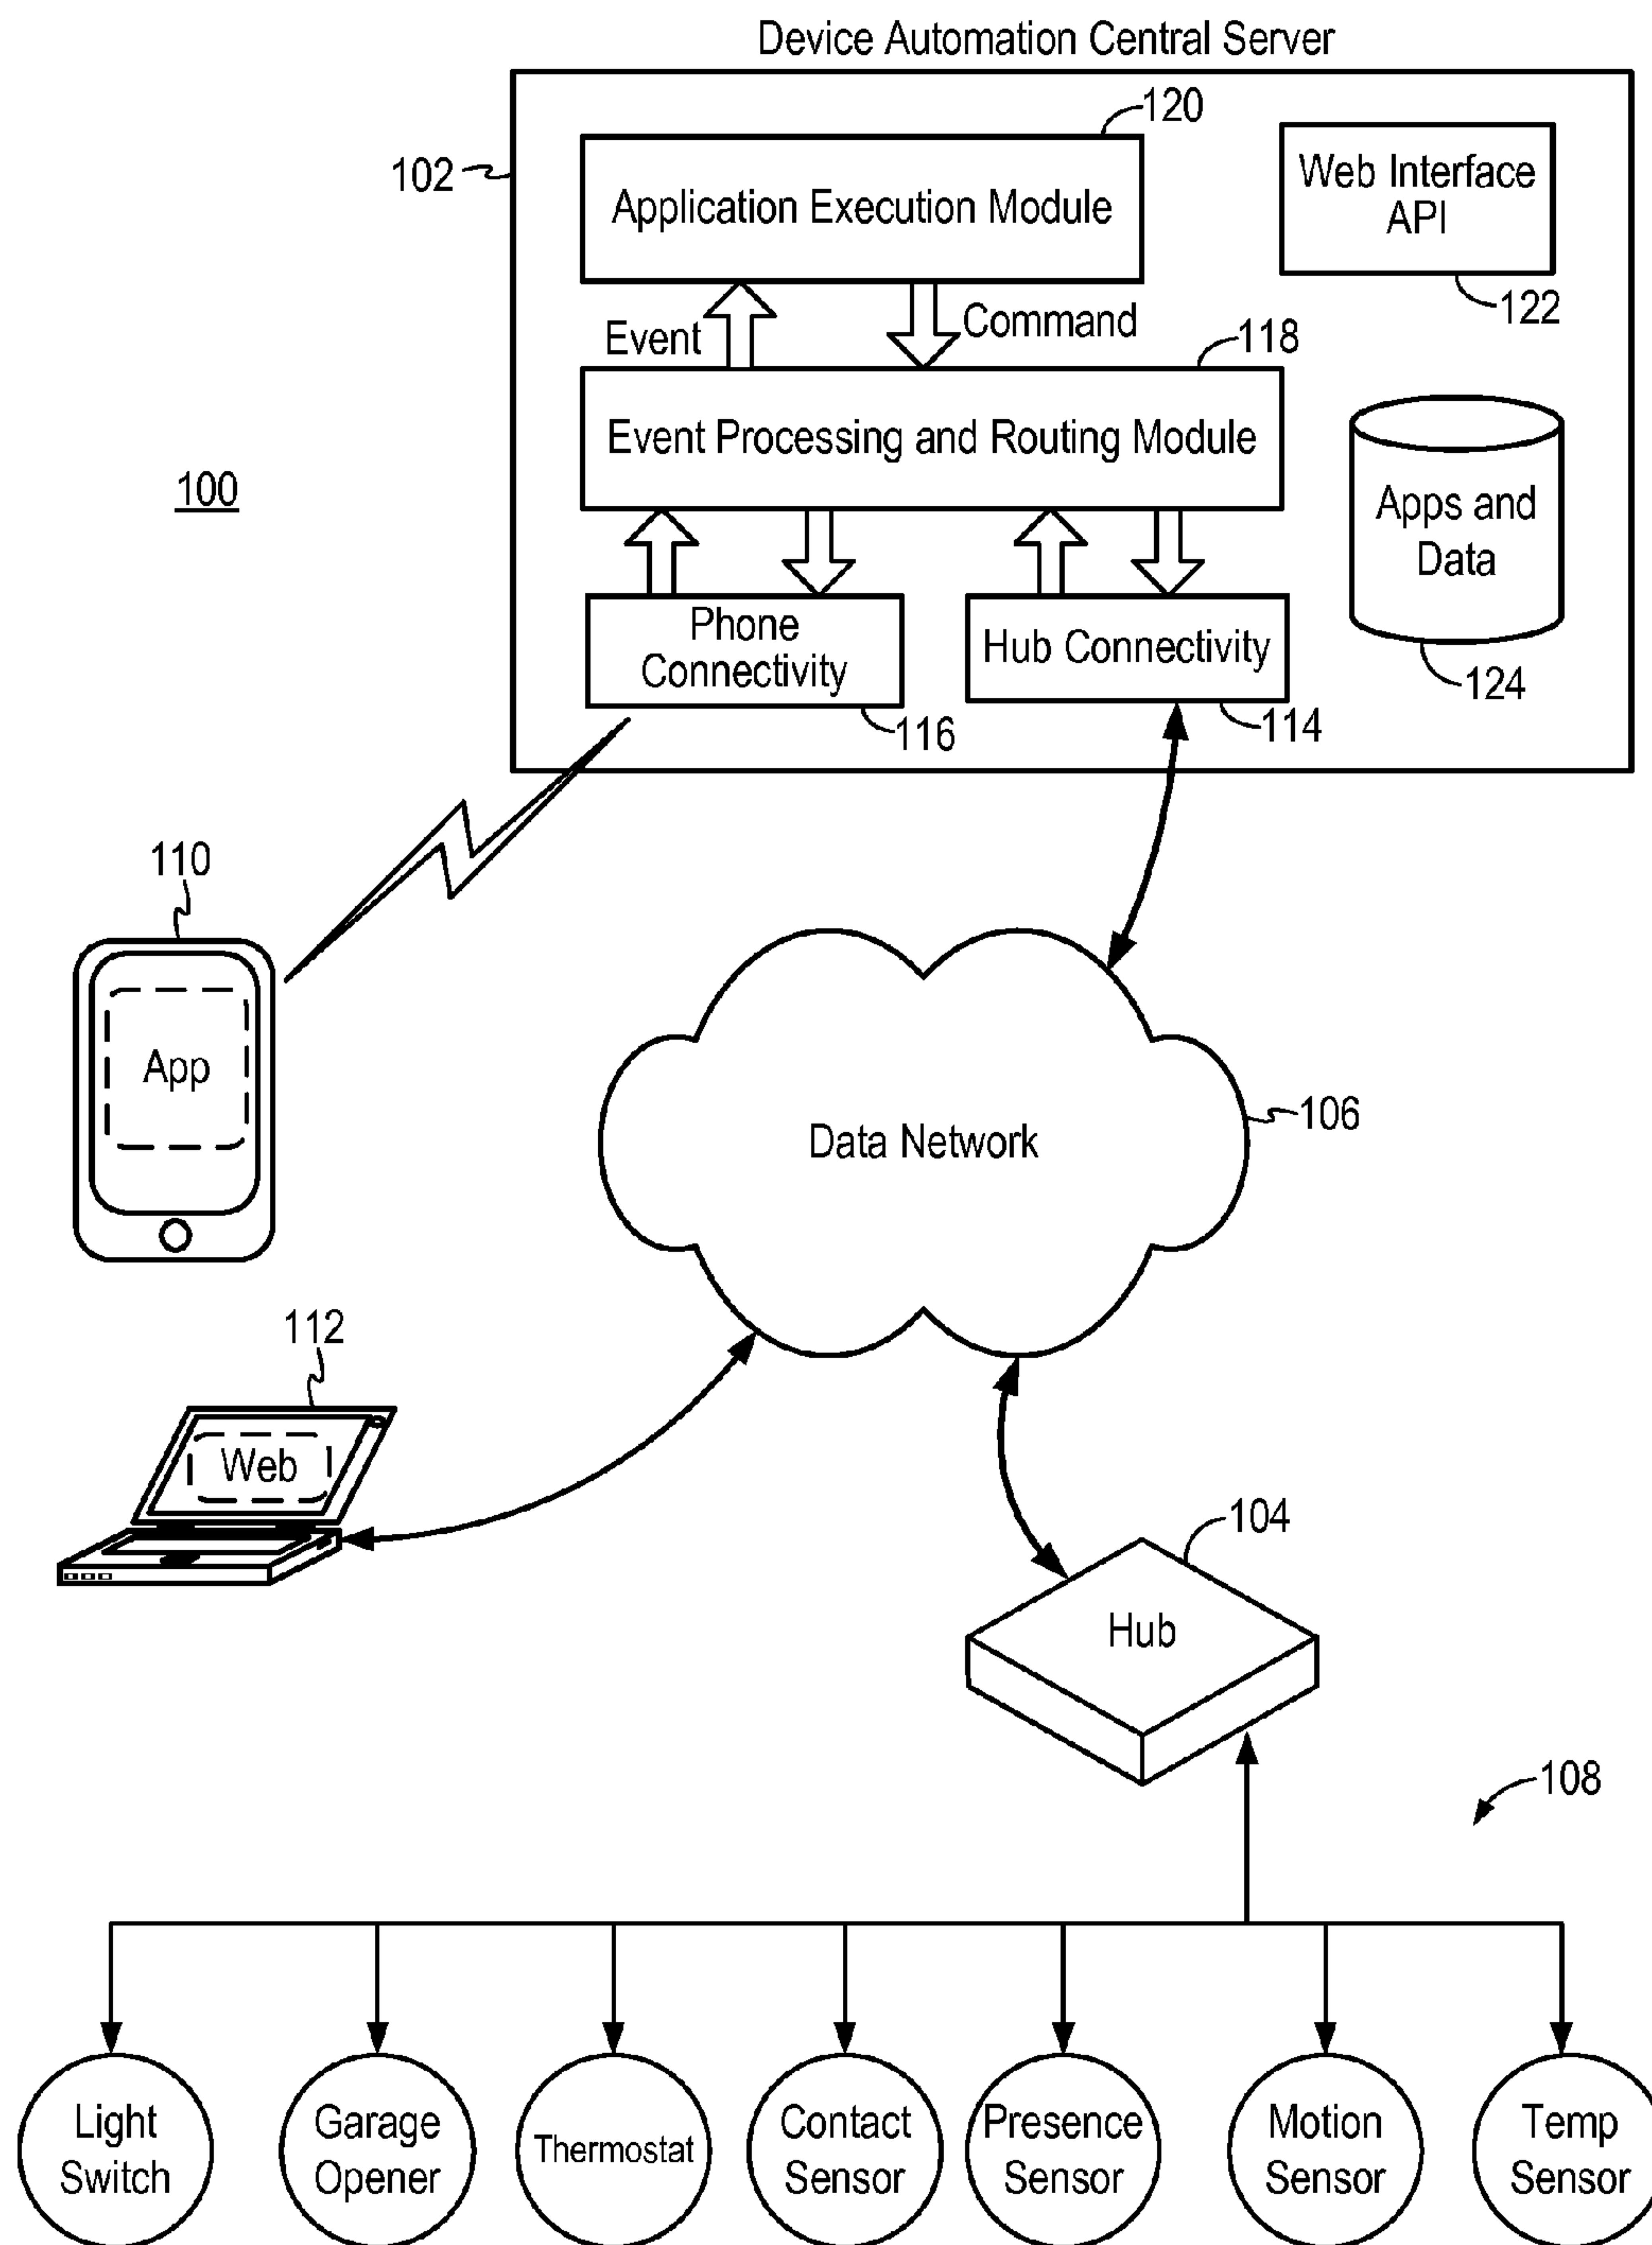 Device Automation Central Server
120
102
Application Execution Module
Web Interface
API
122
Event
Command
118
Event Processing and Routing Module
100
Apps and
Data
124
Phone
Connectivity
116
Hub Connectivity
114
110
App
Data Network
106
112
Web
104
Hub
108
Light
Switch
Garage
Opener
Thermostat
Contact
Sensor
Presence
Sensor
Motion
Sensor
Temp
Sensor